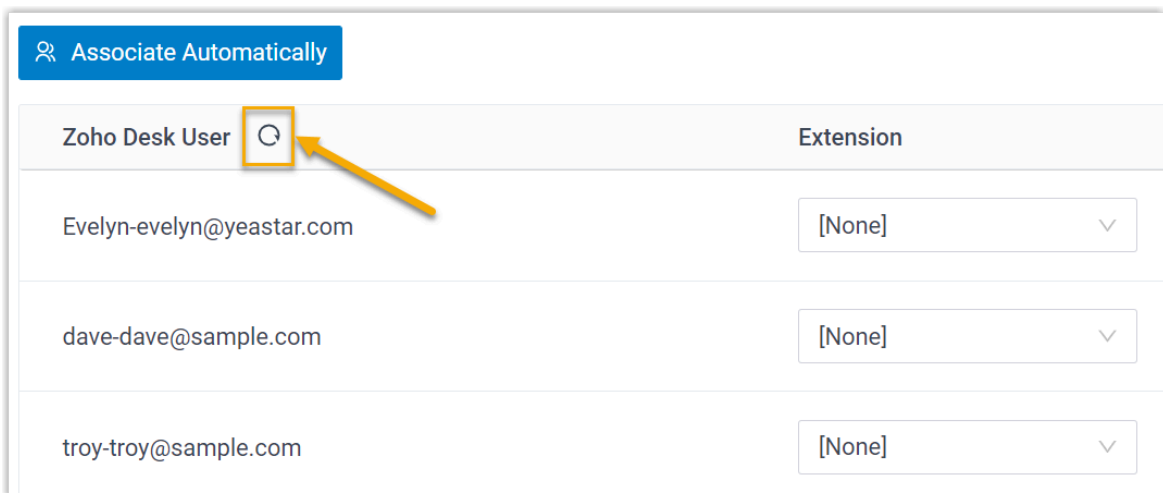 Associate Automatically
Zoho Desk User Extension
Evelyn-evelyn@yeastar.com [None]
dave-dave@sample.com [None]
troy-troy@sample.com [None]